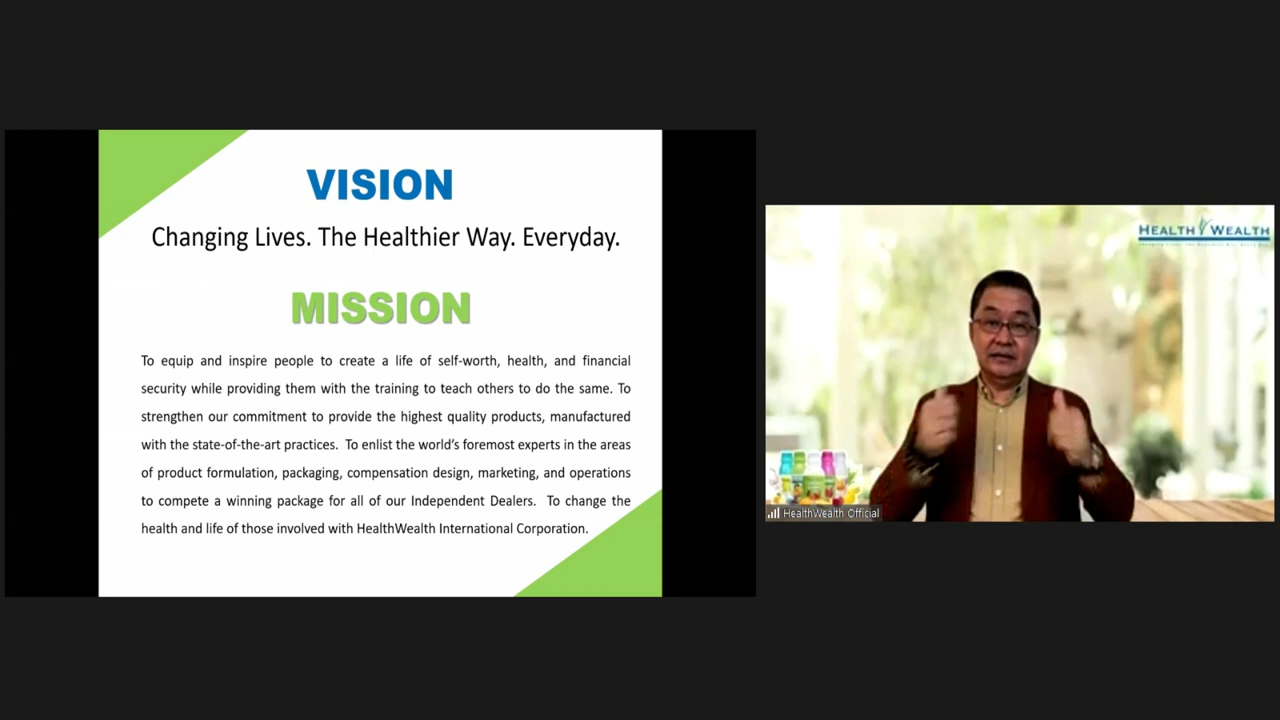 VISION
Changing Lives. The Healthier Way. Everyday.
MISSION
To equip and inspire people to create a life of self-worth, health, and financial
security while providing them with the training to teach others to do the same. To
strengthen our commitment to provide the highest quality products, manufactured
with the state-of-the-art practices. To enlist the world's foremost experts in the areas
of product formulation, packaging, compensation design, marketing, and operations
to compete a winning package for all of our Independent Dealers. To change the
health and life of those involved with HealthWealth International Corporation.
HEALTH WEALTH
HealthWealth Official